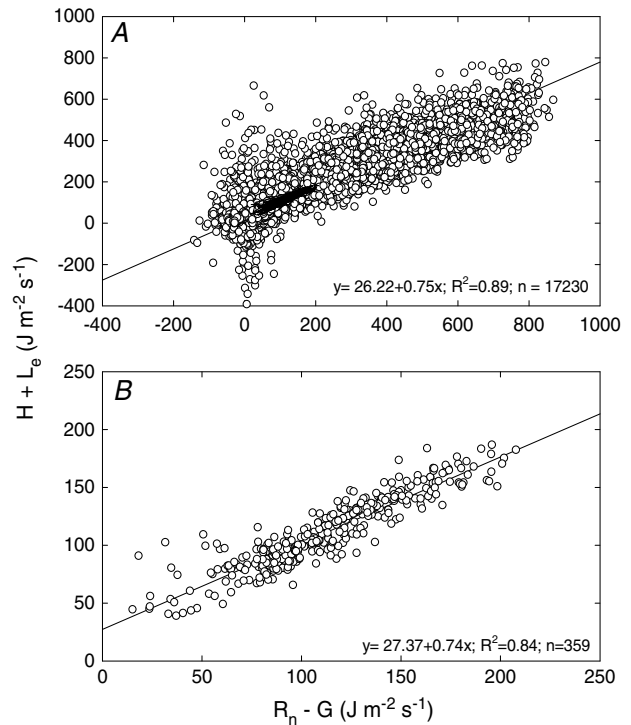 1000
A
800
600
400
200
0
-200
y= 26.22+0.75x; R²=0.89; n = 17230
-400
-400 -200 0 200 400 600 800 1000
H + Lₑ (J m⁻² s⁻¹)
250
B
200
150
100
50
y= 27.37+0.74x; R²=0.84; n=359
0
0 50 100 150 200 250
Rₙ - G (J m⁻² s⁻¹)